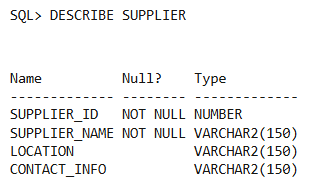 SQL> DESCRIBE SUPPLIER
Name Null? Type
------------- -------- -------------
SUPPLIER_ID NOT NULL NUMBER
SUPPLIER_NAME NOT NULL VARCHAR2(150)
LOCATION VARCHAR2(150)
CONTACT_INFO VARCHAR2(150)